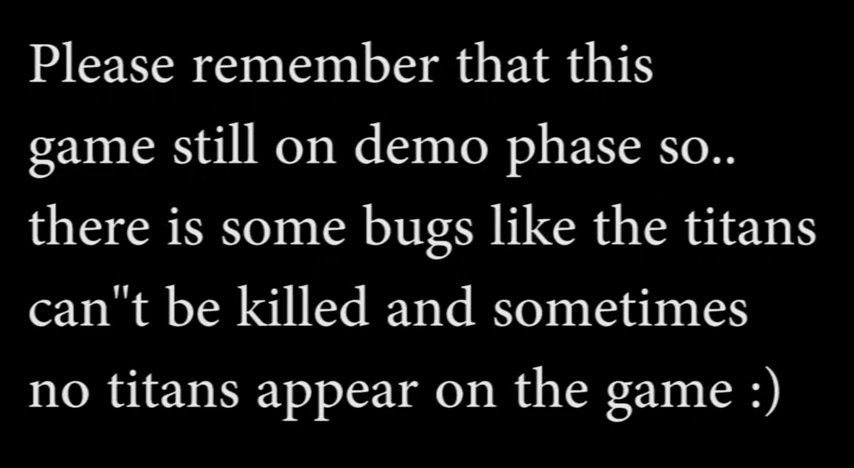 Please remember that this
game still on demo phase so..
there is some bugs like the titans
can"t be killed and sometimes
no titans appear on the game :)